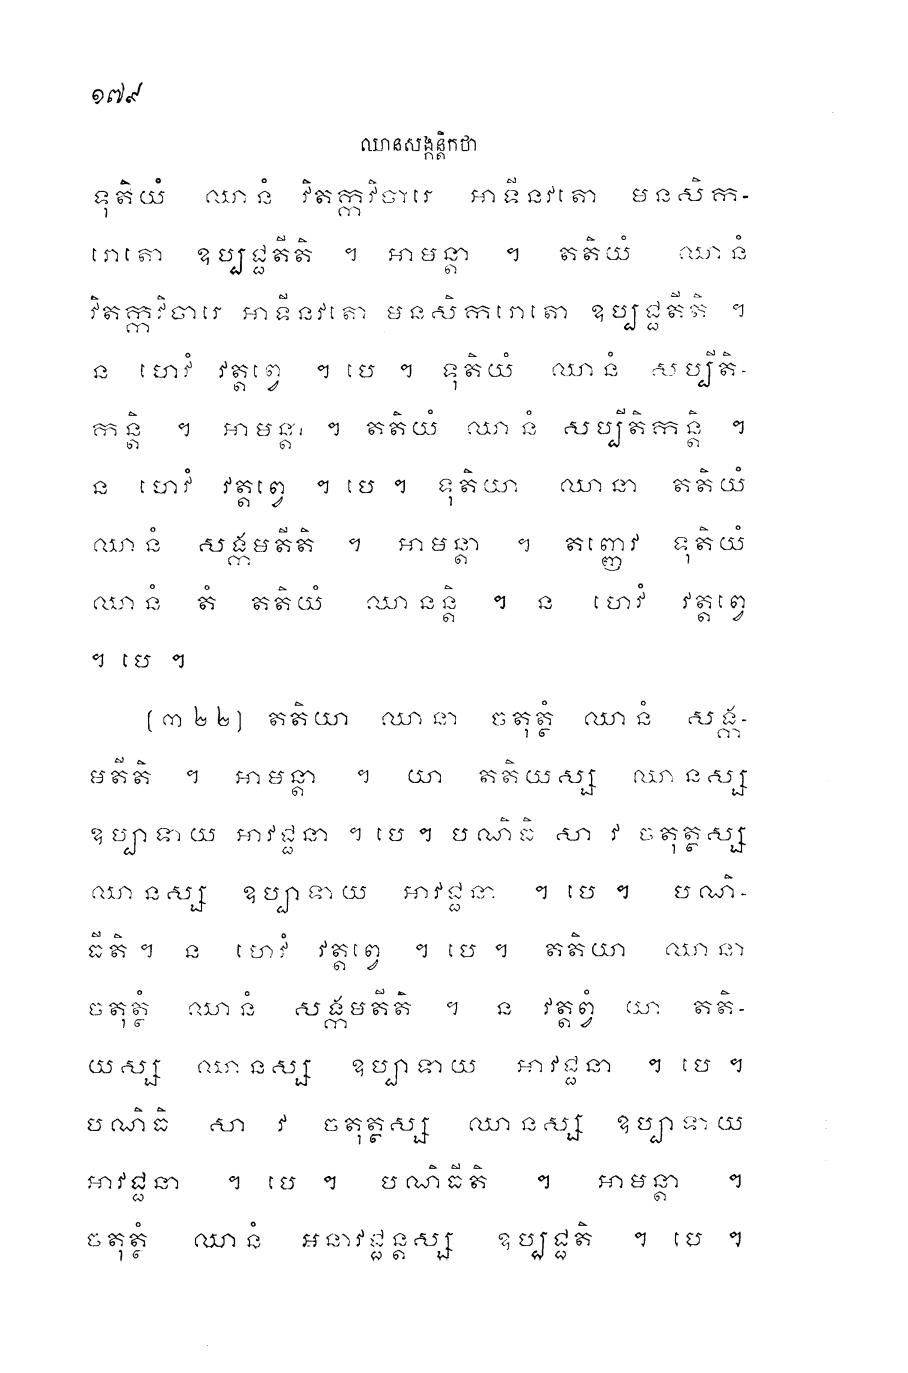 ១៧៩
ឈានសង្កន្តិកថា
ទុតិយំ ឈានំ វិតក្កវិចារេ អាទីនវតោ មនសិក-
រោតោ ឧប្បជ្ជតីតិ ។ អាមន្តា ។ តតិយំ ឈានំ
វិតក្កវិចារេ អាទីនវតោ មនសិករោតោ ឧប្បជ្ជតីតិ ។
ន ហេវំ វត្តព្វេ ។ បេ ។ ទុតិយំ ឈានំ សប្បីតិ-
កន្តិ ។ អាមន្តា ។ តតិយំ ឈានំ សប្បីតិកន្តិ ។
ន ហេវំ វត្តព្វេ ។ បេ ។ ទុតិយា ឈានា តតិយំ
ឈានំ សង្កមតីតិ ។ អាមន្តា ។ តញ្ញេវ ទុតិយំ
ឈានំ តំ តតិយំ ឈានន្តិ ។ ន ហេវំ វត្តព្វេ
។ បេ ។
(៣២២) តតិយា ឈានា ចតុត្ថំ ឈានំ សង្ក-
មតីតិ ។ អាមន្តា ។ យា តតិយស្ស ឈានស្ស
ឧប្បាទាយ អាវជ្ជនា ។ បេ ។ បណិធិ សា វ ចតុត្ថស្ស
ឈានស្ស ឧប្បាទាយ អាវជ្ជនា ។ បេ ។ បណិ-
ធីតិ ។ ន ហេវំ វត្តព្វេ ។ បេ ។ តតិយា ឈានា
ចតុត្ថំ ឈានំ សង្កមតីតិ ។ ន វត្តព្វំ យា តតិ-
យស្ស ឈានស្ស ឧប្បាទាយ អាវជ្ជនា ។ បេ ។
បណិធិ សា វ ចតុត្ថស្ស ឈានស្ស ឧប្បាទាយ
អាវជ្ជនា ។ បេ ។ បណិធីតិ ។ អាមន្តា ។
ចតុត្ថំ ឈានំ អនាវជ្ជន្តស្ស ឧប្បជ្ជតិ ។ បេ ។